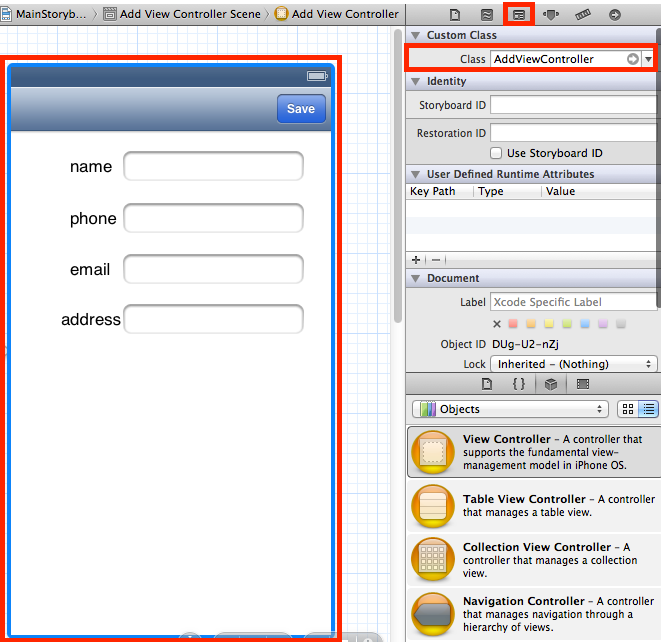 MainStoryb...
Add View Controller Scene
Add View Controller
Save
name
phone
email
address
Custom Class
Class AddViewController
Identity
Storyboard ID
Restoration ID
Use Storyboard ID
User Defined Runtime Attributes
Key Path Type Value
Document
Label Xcode Specific Label
Object ID DUg-U2-nZj
Lock Inherited - (Nothing)
{ }
Objects
View Controller - A controller that
supports the fundamental view-
management model in iPhone OS.
Table View Controller - A controller
that manages a table view.
Collection View Controller - A
controller that manages a collection
view.
Navigation Controller - A controller
that manages navigation through a
hierarchy of views.